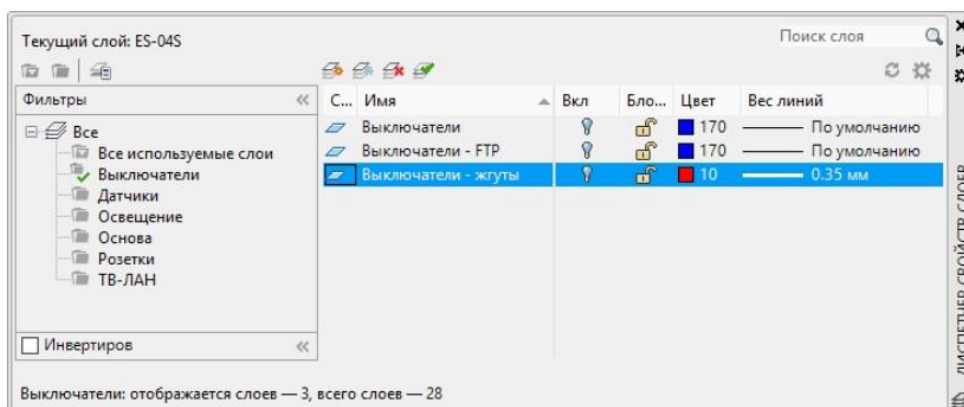 Текущий слой: ES-04S
Поиск слоя
Фильтры
С... Имя Вкл Бло... Цвет Вес линий
Все
Все используемые слои
Выключатели
Датчики
Освещение
Основа
Розетки
ТВ-ЛАН
Выключатели 170 По умолчанию
Выключатели - FTP 170 По умолчанию
Выключатели - жгуты 10 0.35 мм
Инвертиров
Выключатели: отображается слоев — 3, всего слоев — 28
ДИСПЕТЧЕР СВОЙСТВ СЛОЕВ